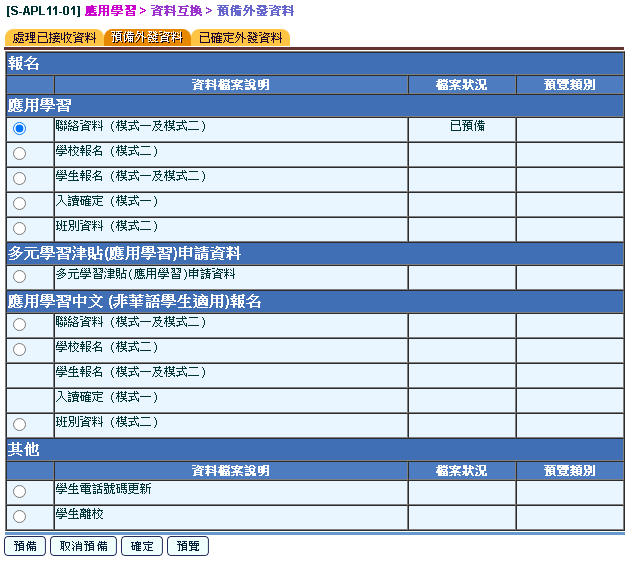 [S-APL11-01] 應用學習 > 資料互換 > 預備外發資料
處理已接收資料 預備外發資料 已確定外發資料
報名
資料檔案說明 檔案狀況 預覽類別
應用學習
聯絡資料 (模式一及模式二) 已預備
學校報名 (模式二)
學生報名 (模式一及模式二)
入讀確定 (模式一)
班別資料 (模式二)
多元學習津貼(應用學習)申請資料
多元學習津貼(應用學習)申請資料
應用學習中文 (非華語學生適用)報名
聯絡資料 (模式一及模式二)
學校報名 (模式二)
學生報名 (模式一及模式二)
入讀確定 (模式一)
班別資料 (模式二)
其他
資料檔案說明 檔案狀況 預覽類別
學生電話號碼更新
學生離校
預備 取消預備 確定 預覽